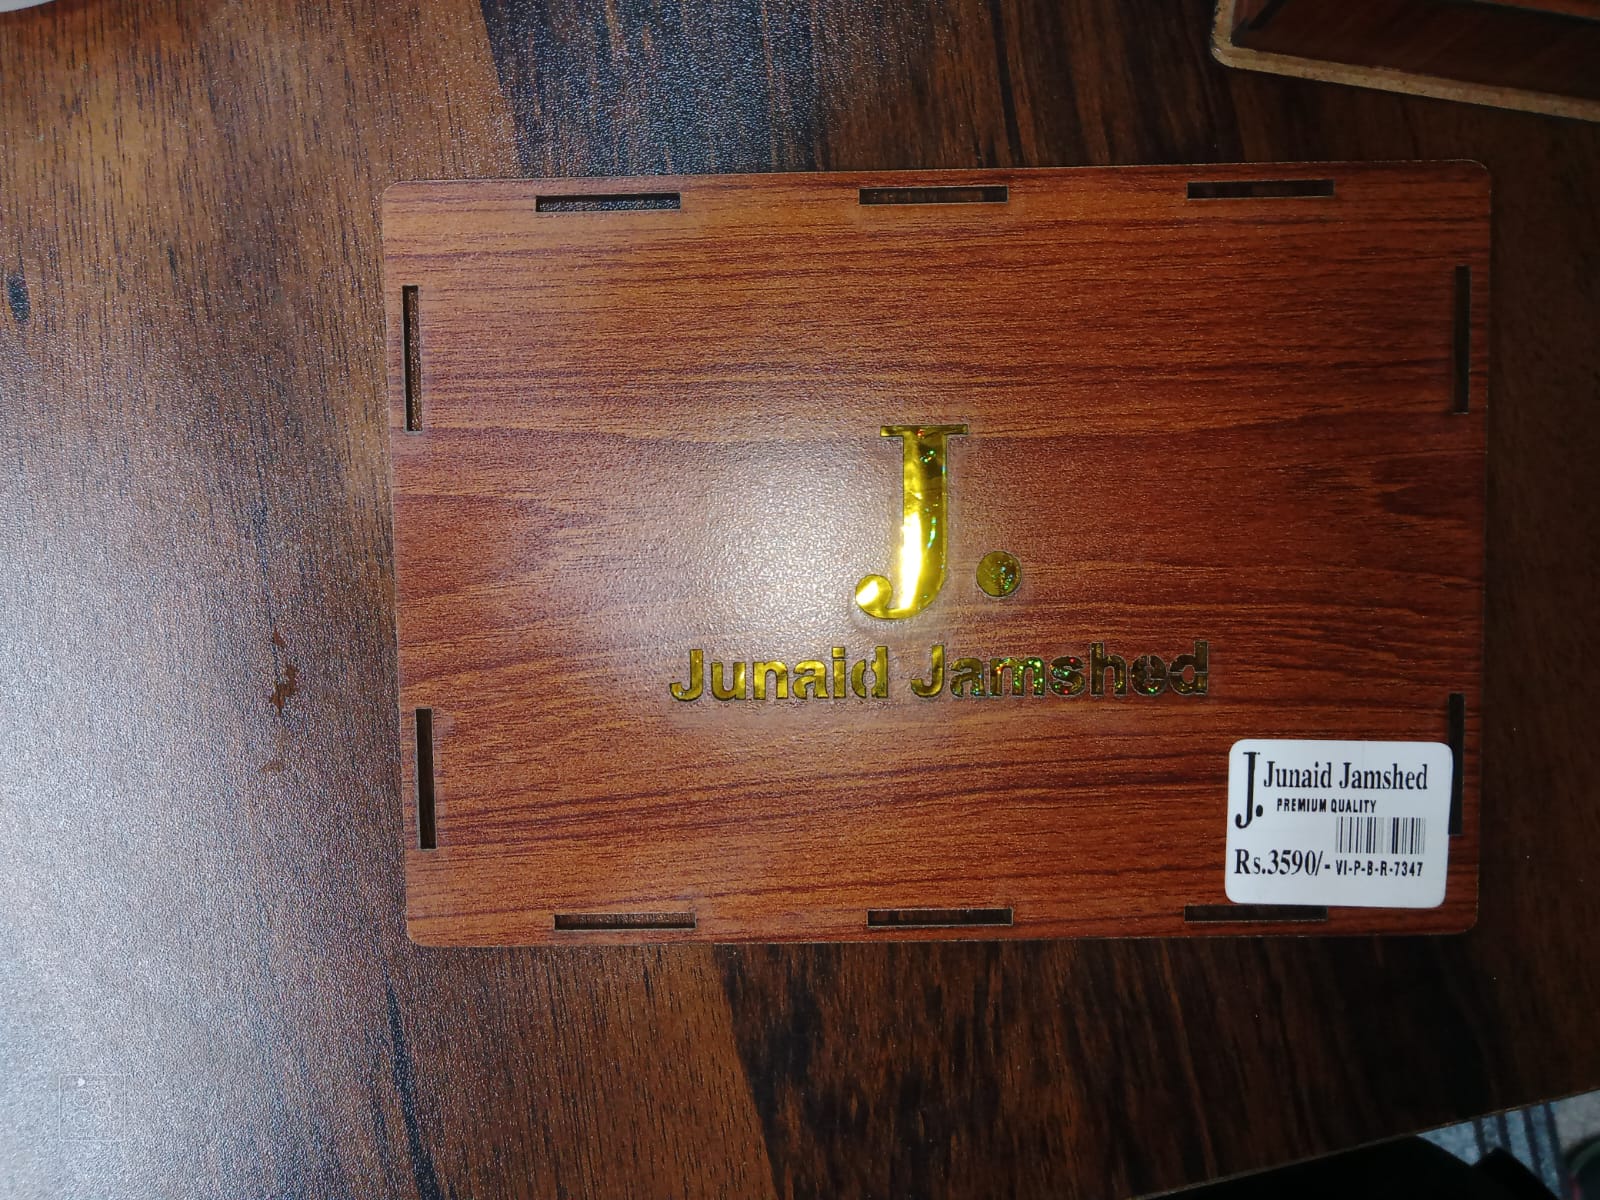 J.
Junaid Jamshed
J. Junaid Jamshed
PREMIUM QUALITY
Rs.3590/- VI-P-B-R-7347